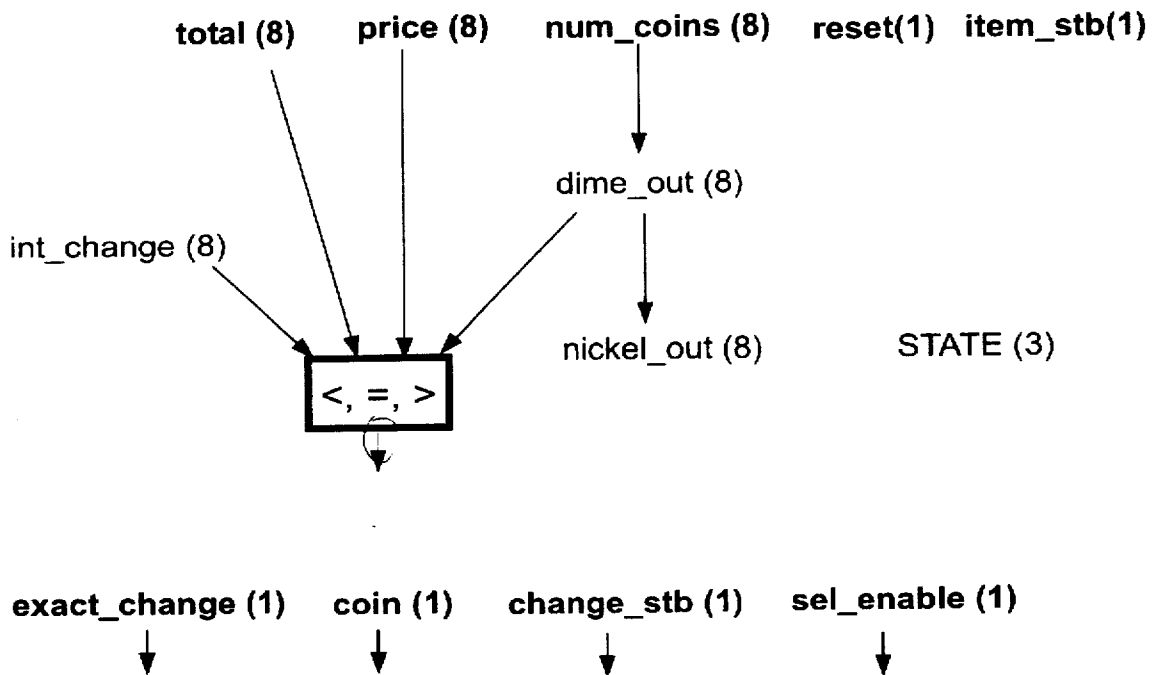 total (8) price (8) num_coins (8) reset(1) item_stb(1)
dime_out (8)
int_change (8)
nickel_out (8) STATE (3)
<, =, >
exact_change (1) coin (1) change_stb (1) sel_enable (1)